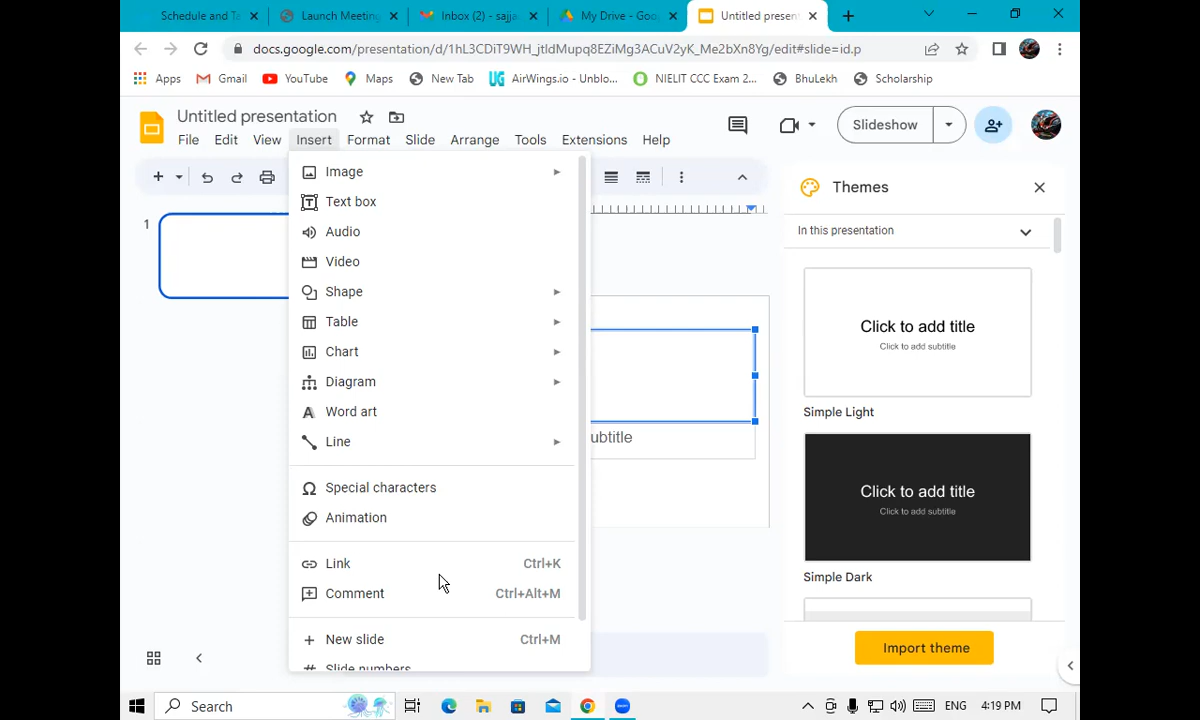 Schedule and Ta
Launch Meeting
Inbox (2) - sajja
My Drive - Goo
Untitled presen
docs.google.com/presentation/d/1hL3CDiT9WH_jtldMupq8EZiMg3ACuV2yK_Me2bXn8Yg/edit#slide=id.p
Apps
Gmail
YouTube
Maps
New Tab
AirWings.io - Unblo...
NIELIT CCC Exam 2...
BhuLekh
Scholarship
Untitled presentation
File Edit View Insert Format Slide Arrange Tools Extensions Help
Slideshow
Image
Text box
Audio
Video
Shape
Table
Chart
Diagram
Word art
Line
Special characters
Animation
Link Ctrl+K
Comment Ctrl+Alt+M
New slide Ctrl+M
Slide numbers
1
ubtitle
Themes
In this presentation
Click to add title
Click to add subtitle
Simple Light
Click to add title
Click to add subtitle
Simple Dark
Import theme
Search
ENG
4:19 PM